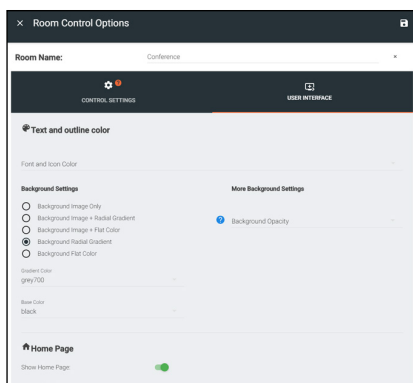 × Room Control Options
Room Name: Conference ×
?
CONTROL SETTINGS
USER INTERFACE
Text and outline color
Font and Icon Color
Background Settings More Background Settings
Background Image Only
Background Image + Radial Gradient
? Background Opacity
Background Image + Flat Color
Background Radial Gradient
Background Flat Color
Gradient Color
grey700
Base Color
black
Home Page
Show Home Page: